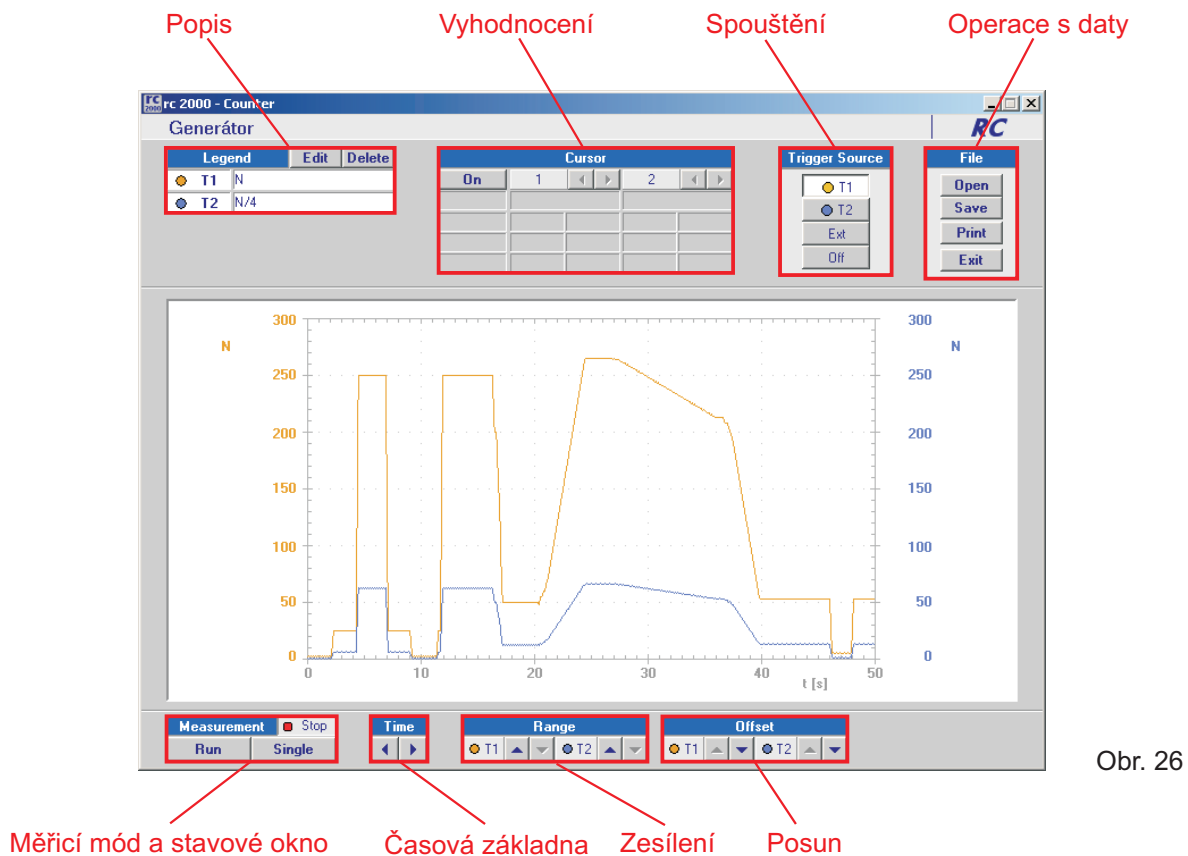 Popis Vyhodnocení Spouštění Operace s daty
rc 2000 - Counter
Generátor RC
Legend Edit Delete
T1 N
T2 N/4
Cursor
On 1 2
Trigger Source
T1
T2
Ext
Off
File
Open
Save
Print
Exit
300 300
N N
250 250
200 200
150 150
100 100
50 50
0 0
0 10 20 30 40 50
t [s]
Measurement Stop
Run Single
Time
Range
T1 T2
Offset
T1 T2
Obr. 26
Měřicí mód a stavové okno Časová základna Zesílení Posun